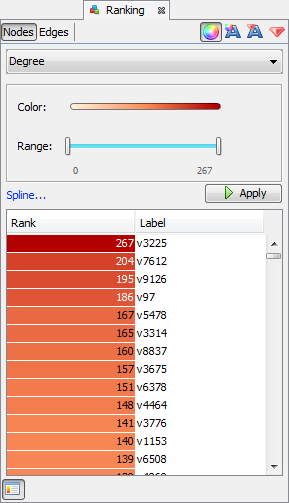 Ranking
Nodes Edges
Degree
Color:
Range:
0 267
Spline... Apply
Rank Label
267 v3225
204 v7612
195 v9126
186 v97
167 v5478
165 v3314
160 v8837
157 v3675
151 v6378
148 v4464
141 v3776
140 v1153
139 v6508